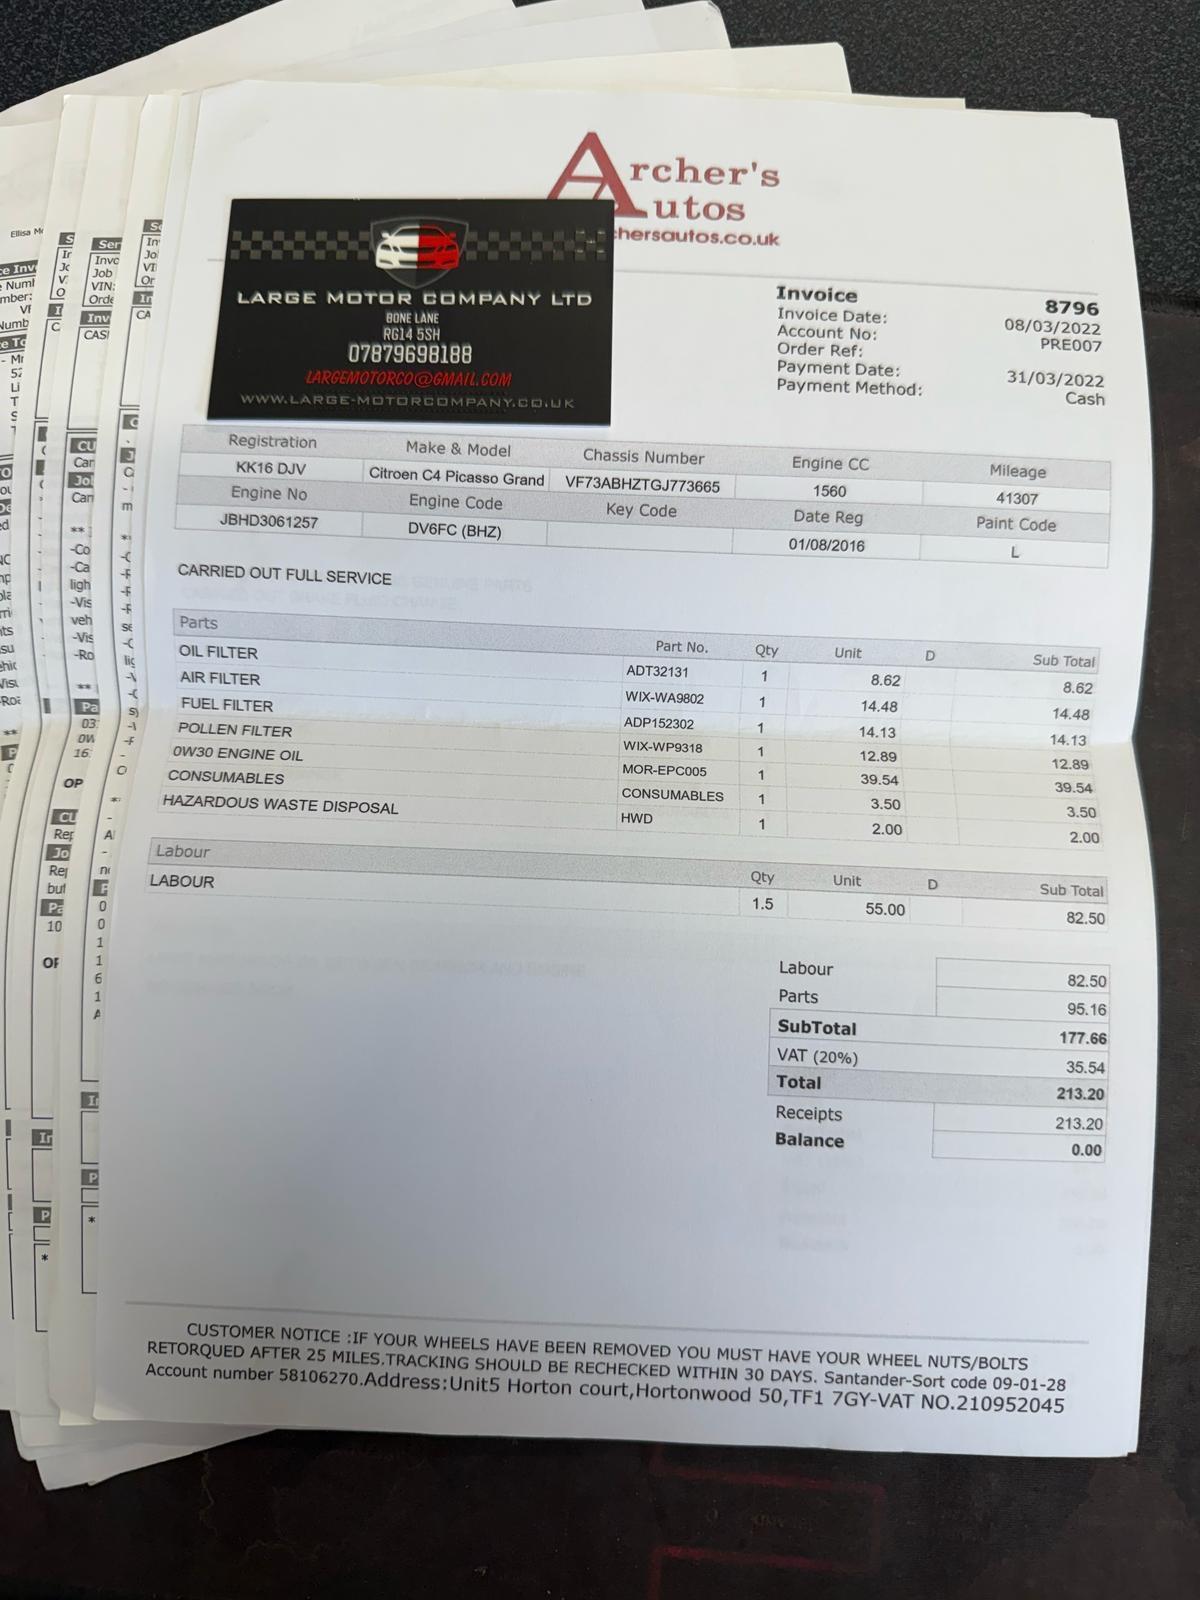 Archer's
Autos
chersautos.co.uk
LARGE MOTOR COMPANY LTD
BONE LANE
RG14 5SH
07879698188
LARGEMOTORCO@GMAIL.COM
WWW.LARGE-MOTORCOMPANY.CO.UK
Invoice 8796
Invoice Date: 08/03/2022
Account No: PRE007
Order Ref:
Payment Date: 31/03/2022
Payment Method: Cash
Registration Make & Model Chassis Number Engine CC Mileage
KK16 DJV Citroen C4 Picasso Grand VF73ABHZTGJ773665 1560 41307
Engine No Engine Code Key Code Date Reg Paint Code
JBHD3061257 DV6FC (BHZ) 01/08/2016 L
CARRIED OUT FULL SERVICE
Parts Part No. Qty Unit D Sub Total
OIL FILTER ADT32131 1 8.62 8.62
AIR FILTER WIX-WA9802 1 14.48 14.48
FUEL FILTER ADP152302 1 14.13 14.13
POLLEN FILTER WIX-WP9318 1 12.89 12.89
0W30 ENGINE OIL MOR-EPC005 1 39.54 39.54
CONSUMABLES CONSUMABLES 1 3.50 3.50
HAZARDOUS WASTE DISPOSAL HWD 1 2.00 2.00
Labour Qty Unit D Sub Total
LABOUR 1.5 55.00 82.50
Labour 82.50
Parts 95.16
SubTotal 177.66
VAT (20%) 35.54
Total 213.20
Receipts 213.20
Balance 0.00
CUSTOMER NOTICE :IF YOUR WHEELS HAVE BEEN REMOVED YOU MUST HAVE YOUR WHEEL NUTS/BOLTS
RETORQUED AFTER 25 MILES.TRACKING SHOULD BE RECHECKED WITHIN 30 DAYS. Santander-Sort code 09-01-28
Account number 58106270.Address:Unit5 Horton court,Hortonwood 50,TF1 7GY-VAT NO.210952045